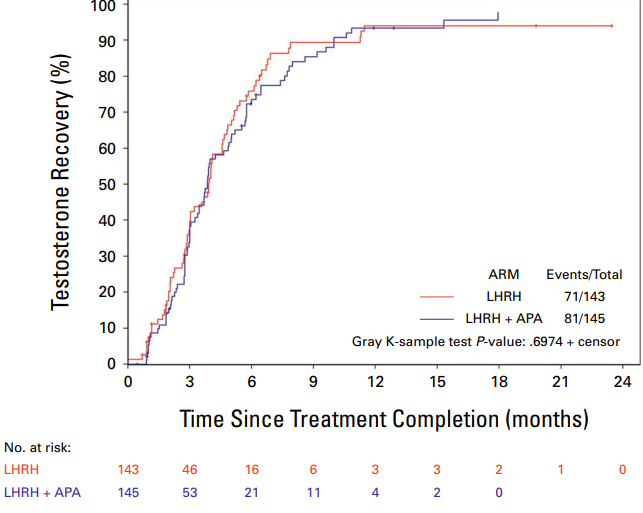 100
90
80
70
60
50
40
30
20
10
0
Testosterone Recovery (%)
ARM Events/Total
LHRH 71/143
LHRH + APA 81/145
Gray K-sample test P-value: .6974 + censor
0 3 6 9 12 15 18 21 24
Time Since Treatment Completion (months)
No. at risk:
LHRH 143 46 16 6 3 3 2 1 0
LHRH + APA 145 53 21 11 4 2 0